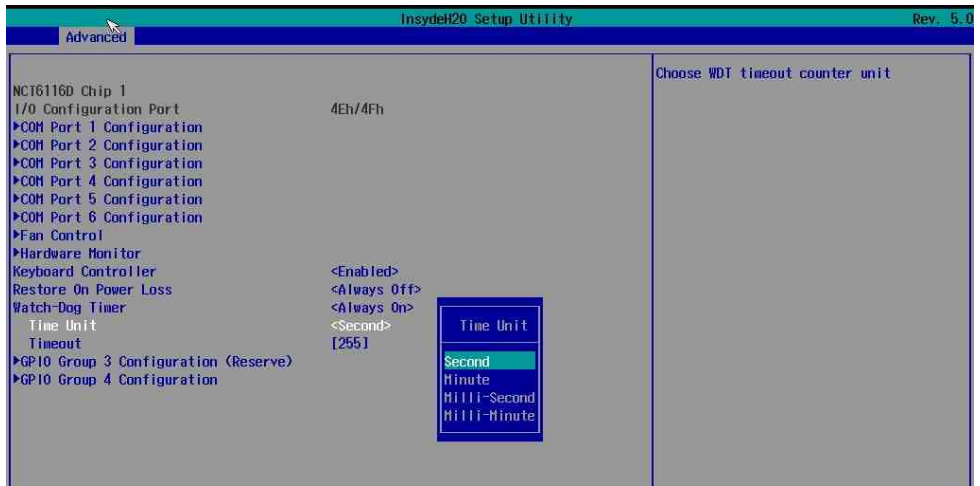 InsydeH20 Setup Utility Rev. 5.0
Advanced
Choose WDT timeout counter unit
NCT6116D Chip 1
I/O Configuration Port 4Eh/4Fh
▶COM Port 1 Configuration
▶COM Port 2 Configuration
▶COM Port 3 Configuration
▶COM Port 4 Configuration
▶COM Port 5 Configuration
▶COM Port 6 Configuration
▶Fan Control
▶Hardware Monitor
Keyboard Controller <Enabled>
Restore On Power Loss <Always Off>
Watch-Dog Timer <Always On>
Time Unit <Second>
Timeout [255]
▶GPIO Group 3 Configuration (Reserve)
▶GPIO Group 4 Configuration
Time Unit
Second
Minute
Milli-Second
Milli-Minute